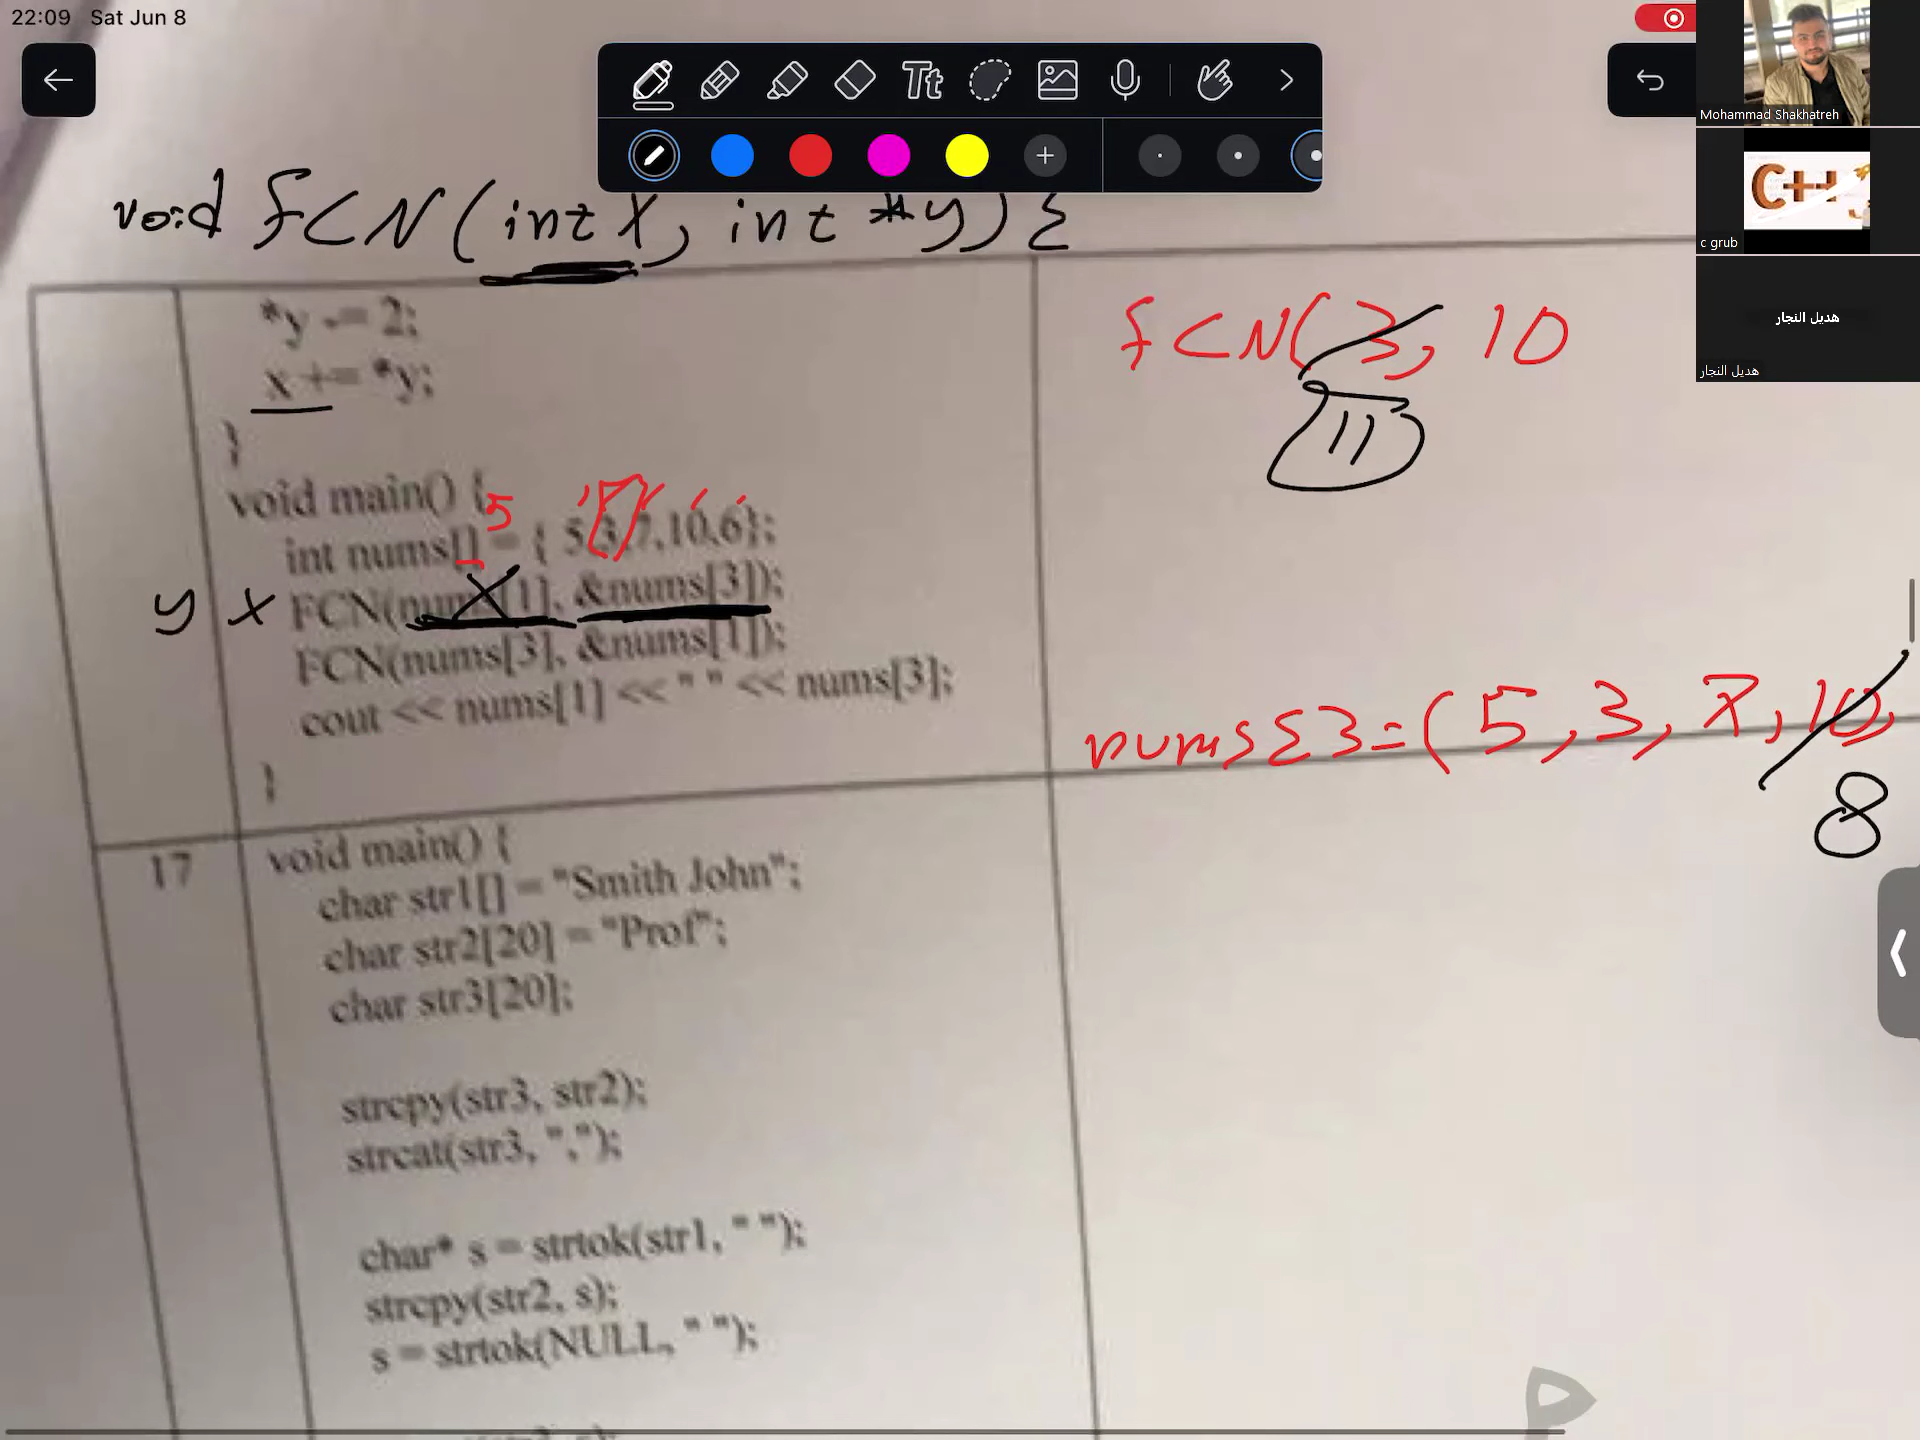 22:09 Sat Jun 8
Tt
Mohammad Shakhatreh
C++
c grub
هديل النجار
هديل النجار
void FCN(int X, int *y) {
*y -= 2;
x += *y;
}
FCN(3, 10
11
void main() {
5
int nums[] = { 5,3,7,10,6};
y x FCN(nums[1], &nums[3]);
X
FCN(nums[3], &nums[1]);
cout << nums[1] << " " << nums[3];
}
nums[]=(5,3,7,10,
8
17
void main() {
char str1[] = "Smith John";
char str2[20] = "Prof";
char str3[20];
strcpy(str3, str2);
strcat(str3, ",");
char* s = strtok(str1, " ");
strcpy(str2, s);
s = strtok(NULL, " ");